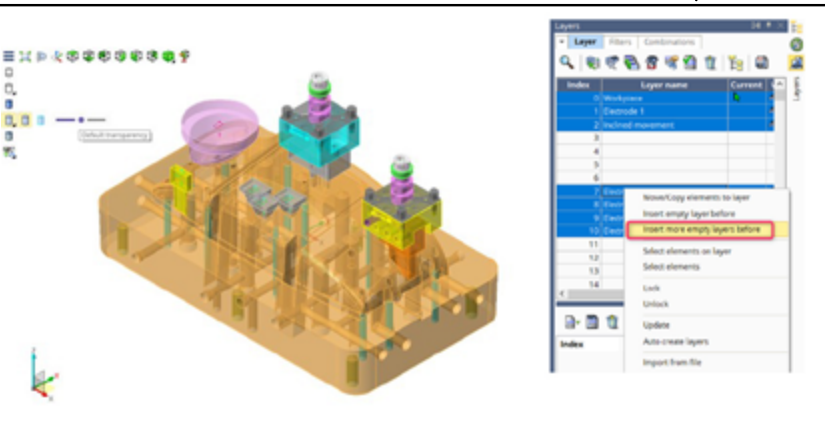 Default transparency
Layers
Layer
Filters
Combinations
Index
Layer name
Current
0 Workspace
1 Electrode 1
2 Inclined movement
3
4
5
6
7
8
9
10
11
12
13
14
Move/Copy elements to layer
Insert empty layer before
Insert more empty layers before
Select elements on layer
Select elements
Lock
Unlock
Update
Auto create layers
Import from file
Index
Layers